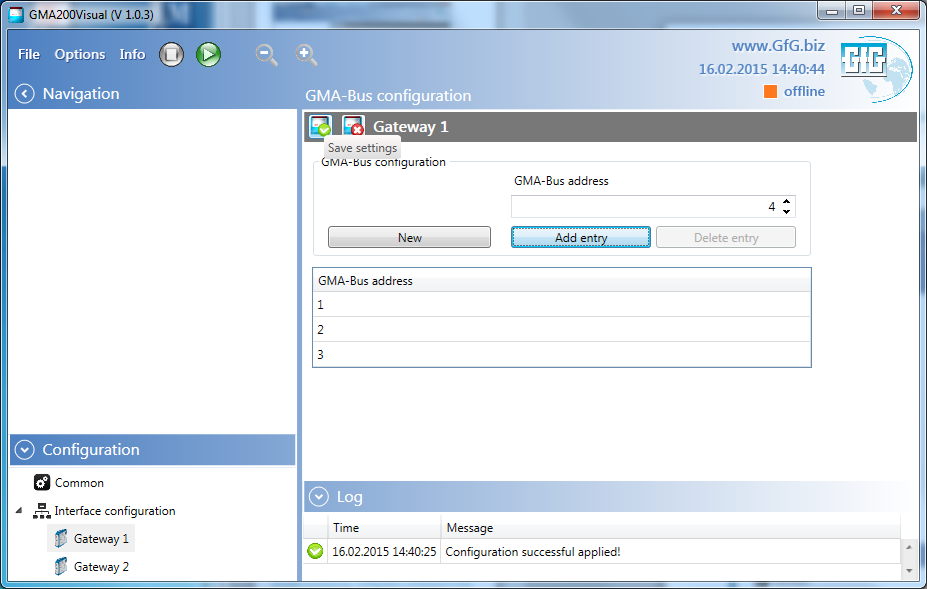 GMA200Visual (V 1.0.3)
File Options Info
www.GfG.biz
16.02.2015 14:40:44
offline
GfG
Navigation
GMA-Bus configuration
Gateway 1
Save settings
GMA-Bus configuration
GMA-Bus address
4
New Add entry Delete entry
GMA-Bus address
1
2
3
Configuration
Common
Interface configuration
Gateway 1
Gateway 2
Log
Time Message
16.02.2015 14:40:25 Configuration successful applied!